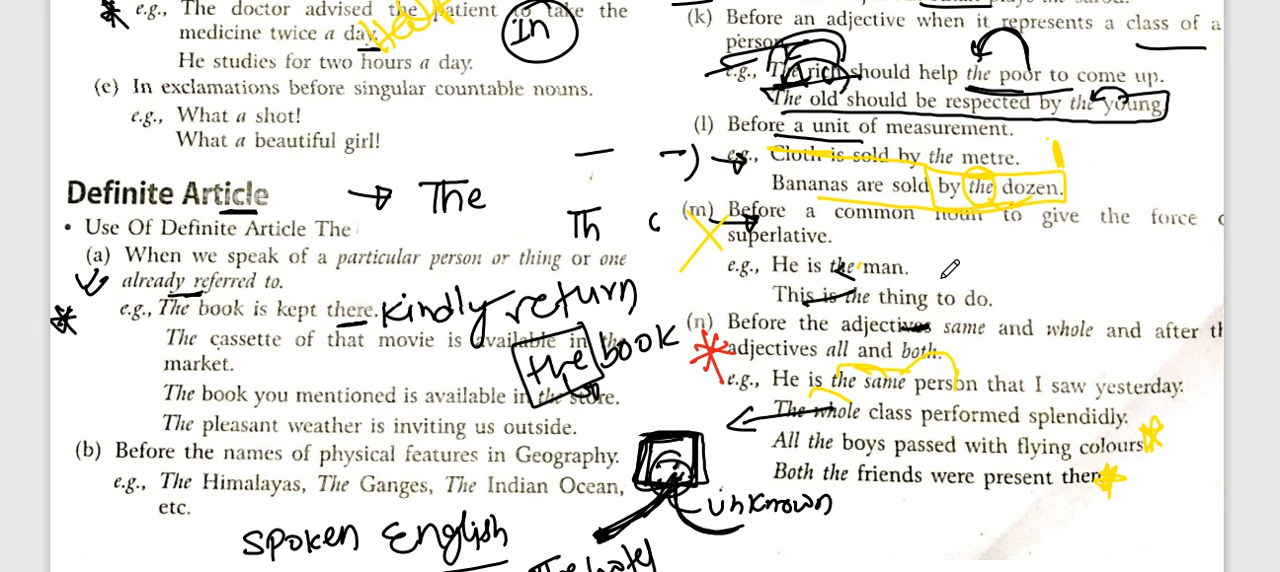 e.g., The doctor advised the patient to take the
medicine twice a day.
He studies for two hours a day.
(e) In exclamations before singular countable nouns.
e.g., What a shot!
What a beautiful girl!
In
Definite Article
→ The
Th
• Use Of Definite Article The
(a) When we speak of a particular person or thing or one
already referred to.
e.g., The book is kept there.
Kindly return
the book
The cassette of that movie is available in the
market.
The book you mentioned is available in the store.
The pleasant weather is inviting us outside.
(b) Before the names of physical features in Geography.
e.g., The Himalayas, The Ganges, The Indian Ocean,
etc.
Spoken English
The hotel
unknown
(k) Before an adjective when it represents a class of
person
e.g., The rich should help the poor to come up.
The old should be respected by the young.
(l) Before a unit of measurement.
e.g., Cloth is sold by the metre.
Bananas are sold by the dozen.
(m) Before a common noun to give the force
superlative.
e.g., He is the man.
This is the thing to do.
(n) Before the adjectives same and whole and after
adjectives all and both.
e.g., He is the same person that I saw yesterday.
The whole class performed splendidly.
All the boys passed with flying colours
Both the friends were present